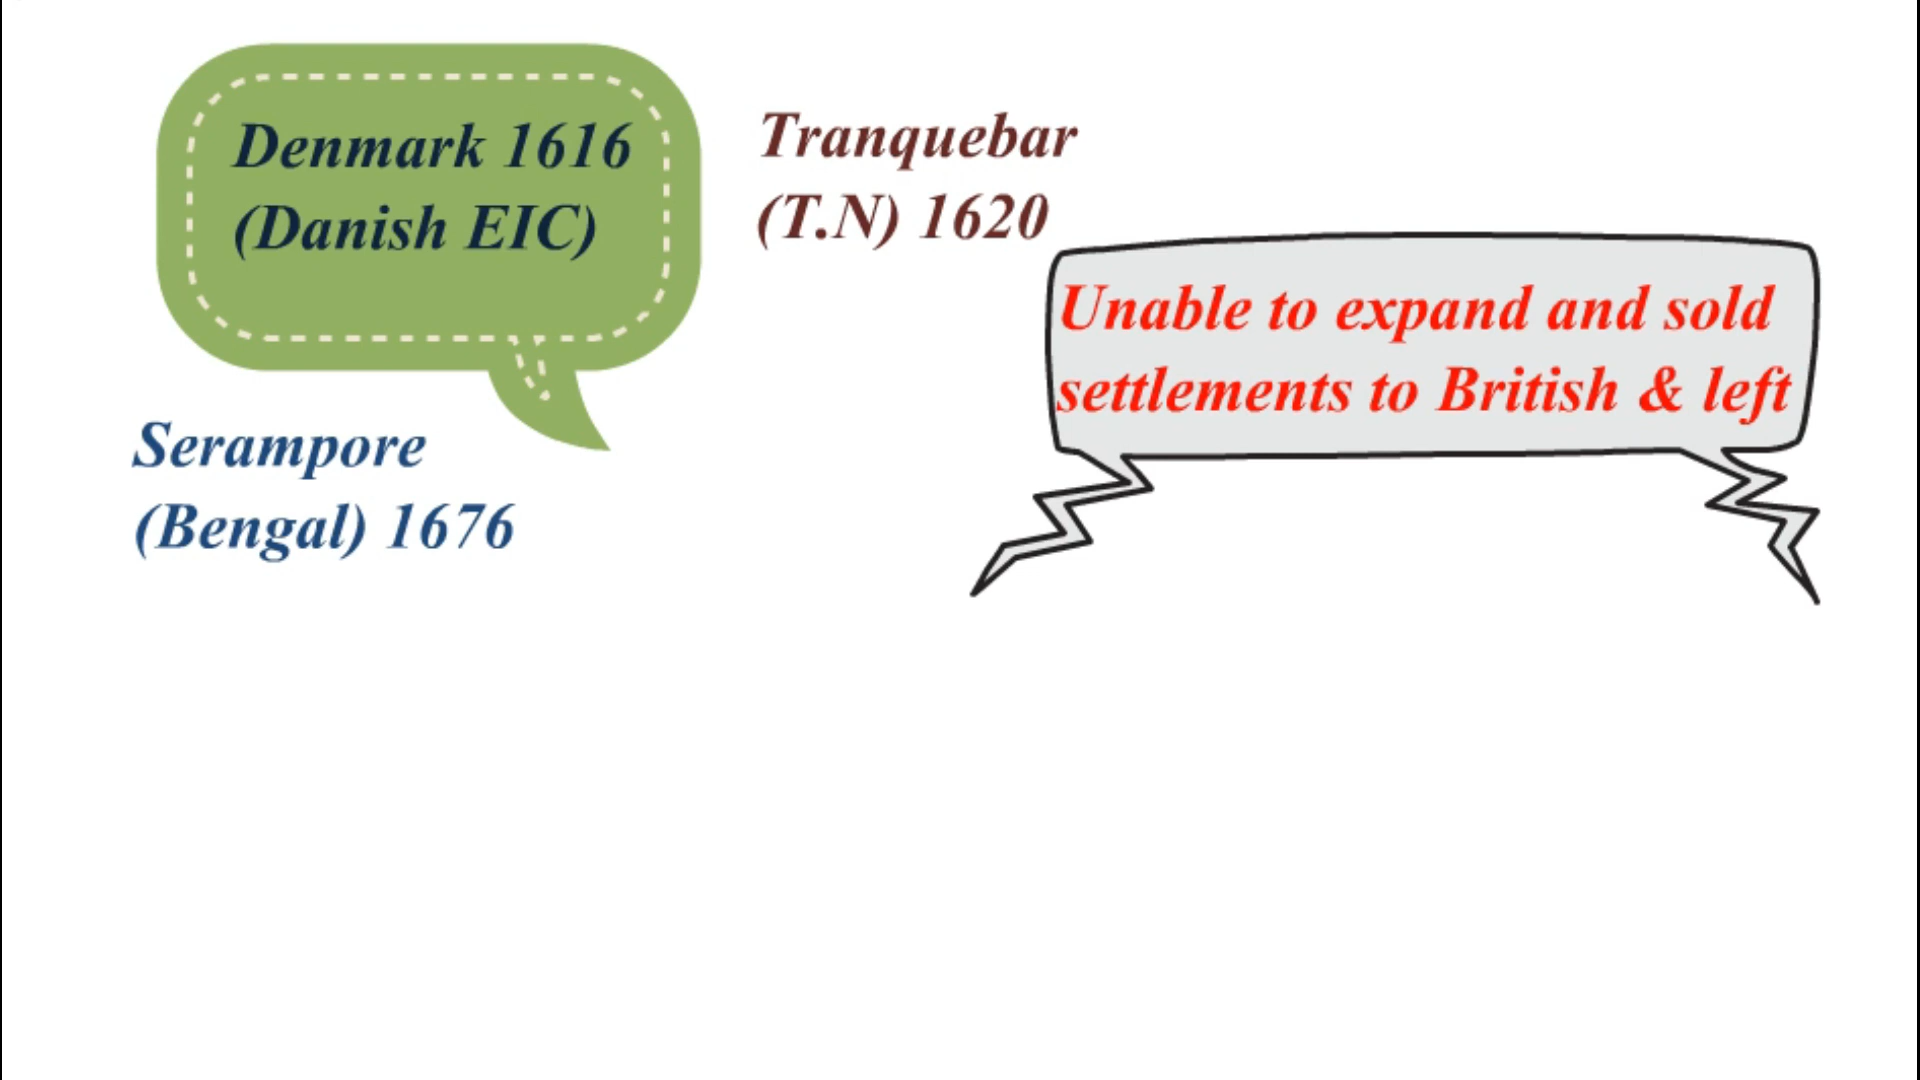 Denmark 1616
(Danish EIC)
Tranquebar
(T.N) 1620
Unable to expand and sold
settlements to British & left
Serampore
(Bengal) 1676